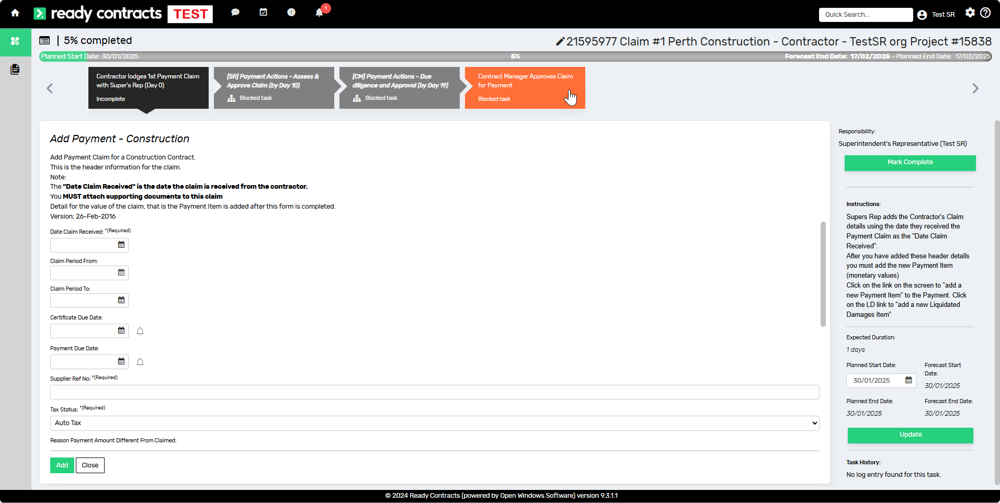 ready contracts TEST
1
Quick Search...
Test SR
5% completed
21595977 Claim #1 Perth Construction - Contractor - TestSR org Project #15838
Planned Start Date: 30/01/2025
5%
Forecast End Date: 17/02/2025 - Planned End Date: 17/02/2025
Contractor lodges 1st Payment Claim
with Super's Rep (Day 0)
Incomplete
[SR] Payment Actions - Assess &
Approve Claim (by Day 10)
Blocked task
[CM] Payment Actions - Due
diligence and Approval (by Day 19)
Blocked task
Contract Manager Approves Claim
for Payment
Blocked task
Add Payment - Construction
Add Payment Claim for a Construction Contract.
This is the header information for the claim.
Note:
The "Date Claim Received" is the date the claim is received from the contractor.
You MUST attach supporting documents to this claim
Detail for the value of the claim, that is the Payment Item is added after this form is completed.
Version: 26-Feb-2016
Date Claim Received: *(Required)
Claim Period From:
Claim Period To:
Certificate Due Date:
Payment Due Date:
Supplier Ref No: *(Required)
Tax Status: *(Required)
Auto Tax
Reason Payment Amount Different From Claimed:
Add
Close
Responsibility:
Superintendent's Representative (Test SR)
Mark Complete
Instructions:
Supers Rep adds the Contractor's Claim
details using the date they received the
Payment Claim as the "Date Claim
Received".
After you have added these header details
you must add the new Payment Item
(monetary values)
Click on the link on the screen to "add a
new Payment Item" to the Payment. Click
on the LD link to "add a new Liquidated
Damages Item"
Expected Duration:
1 days
Planned Start Date:
30/01/2025
Forecast Start
Date:
30/01/2025
Planned End Date:
30/01/2025
Forecast End Date:
30/01/2025
Update
Task History:
No log entry found for this task.
© 2024 Ready Contracts (powered by Open Windows Software) version 9.3.1.1